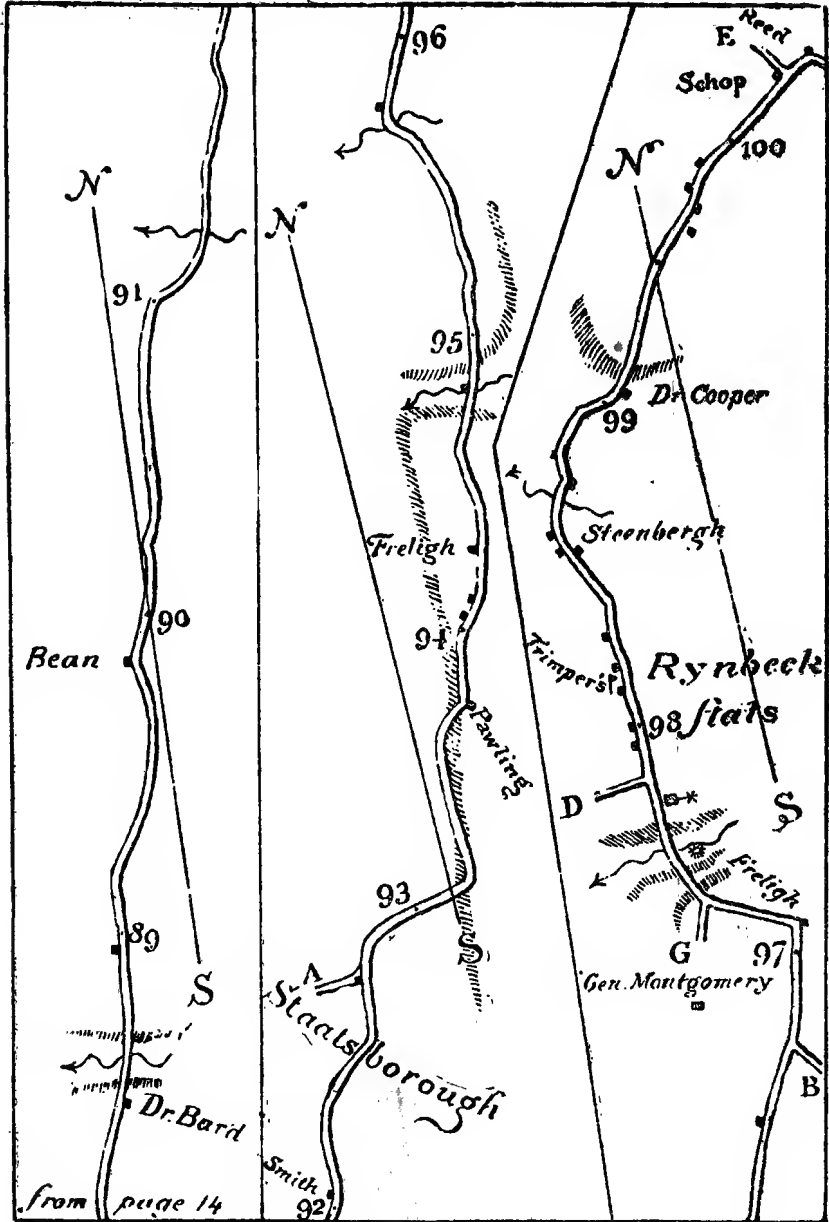 N
91
90
Bean
89
S
Dr. Bard
from page 14
96
N
95
Freligh
94
Pawling
93
S
A
Staatsborough
Smith
92
Reed
E
Schop
100
N
Dr. Cooper
99
Steenbergh
Trimper's
Rynbeck
flats
98
D
S
Freligh
G
97
Gen. Montgomery
B